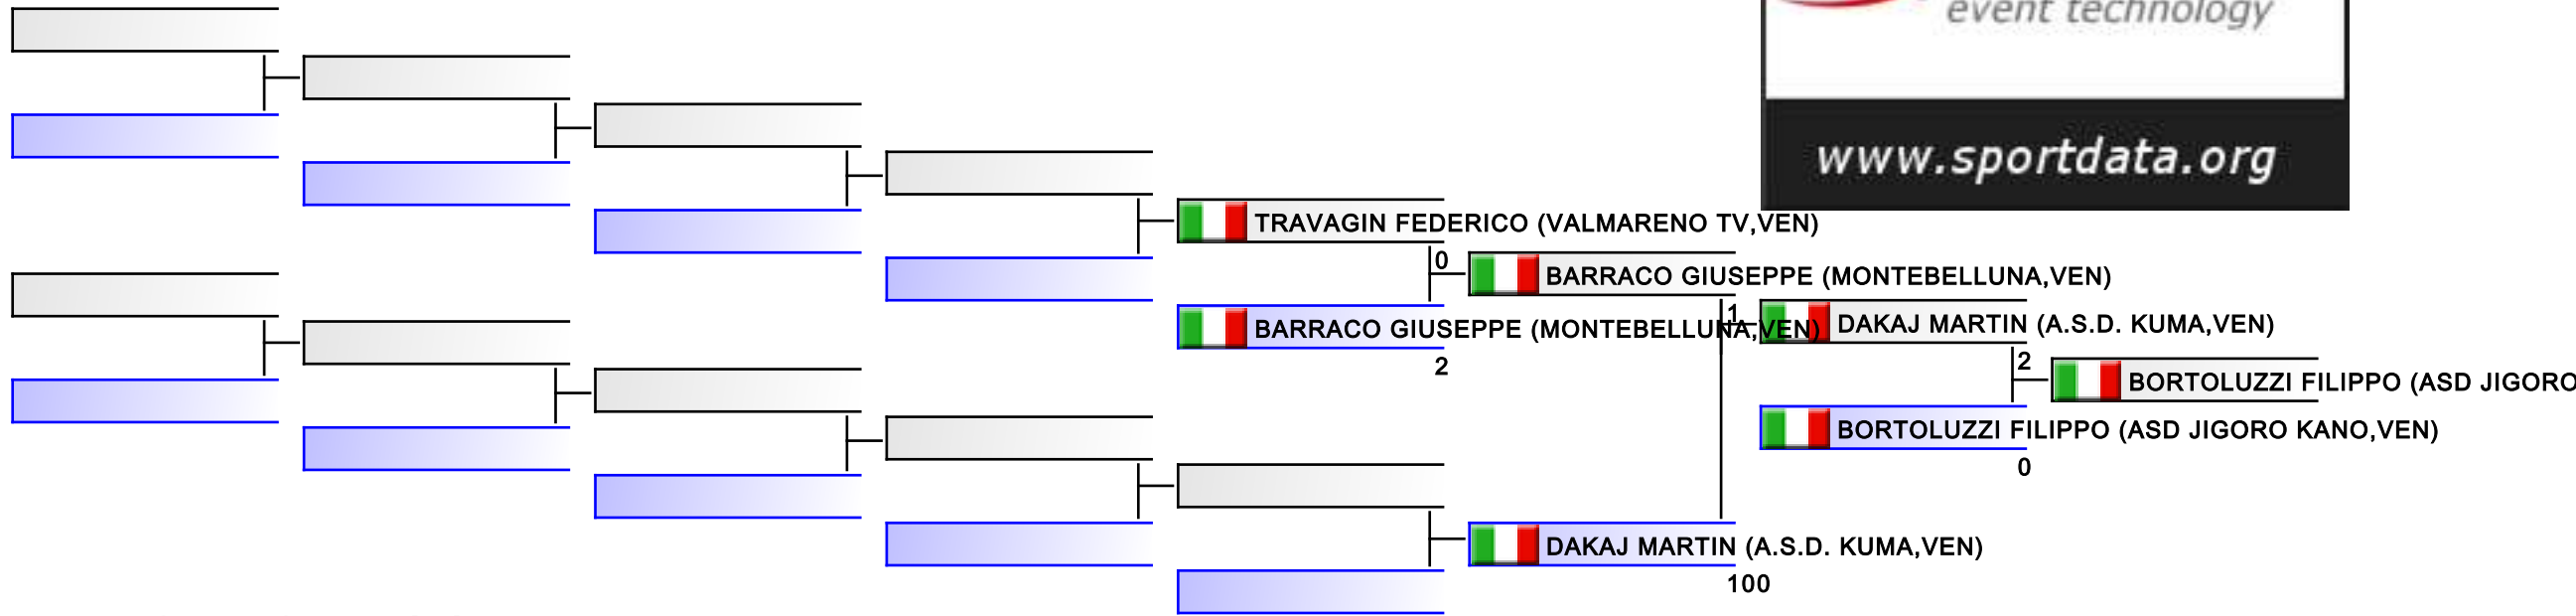 event technology
www.sportdata.org
TRAVAGIN FEDERICO (VALMARENO TV,VEN)
0
BARRACO GIUSEPPE (MONTEBELLUNA,VEN)
BARRACO GIUSEPPE (MONTEBELLUNA,VEN)
2
1
DAKAJ MARTIN (A.S.D. KUMA,VEN)
2
BORTOLUZZI FILIPPO (ASD JIGORO
BORTOLUZZI FILIPPO (ASD JIGORO KANO,VEN)
0
DAKAJ MARTIN (A.S.D. KUMA,VEN)
100